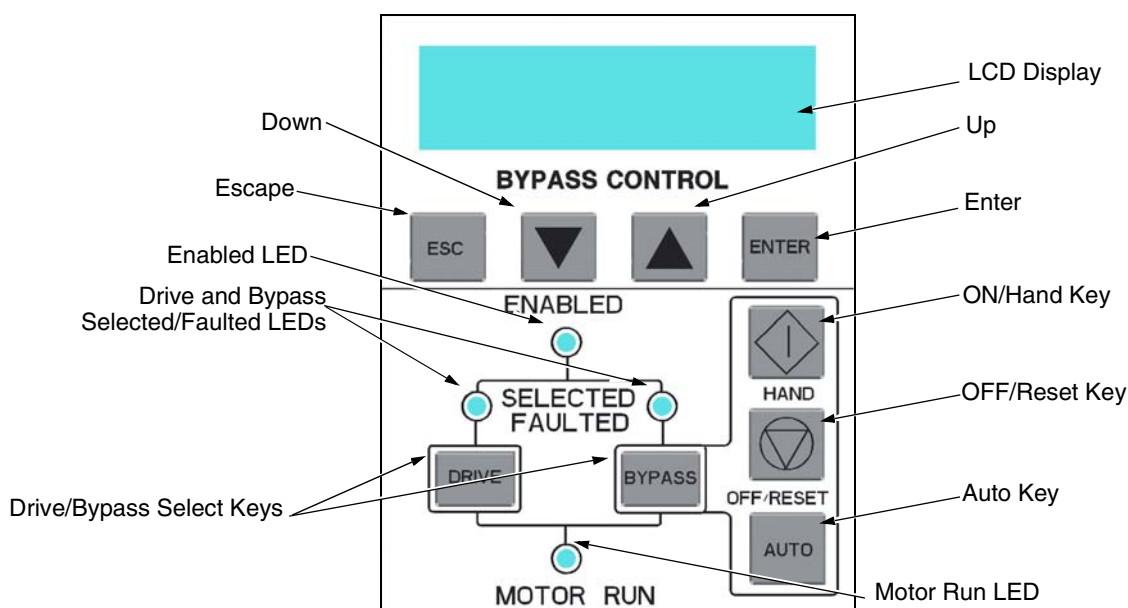 LCD Display
Down
Up
BYPASS CONTROL
Escape
Enter
ESC
ENTER
Enabled LED
ENABLED
Drive and Bypass
Selected/Faulted LEDs
ON/Hand Key
SELECTED
FAULTED
HAND
OFF/Reset Key
DRIVE
BYPASS
Drive/Bypass Select Keys
OFF/RESET
Auto Key
AUTO
MOTOR RUN
Motor Run LED